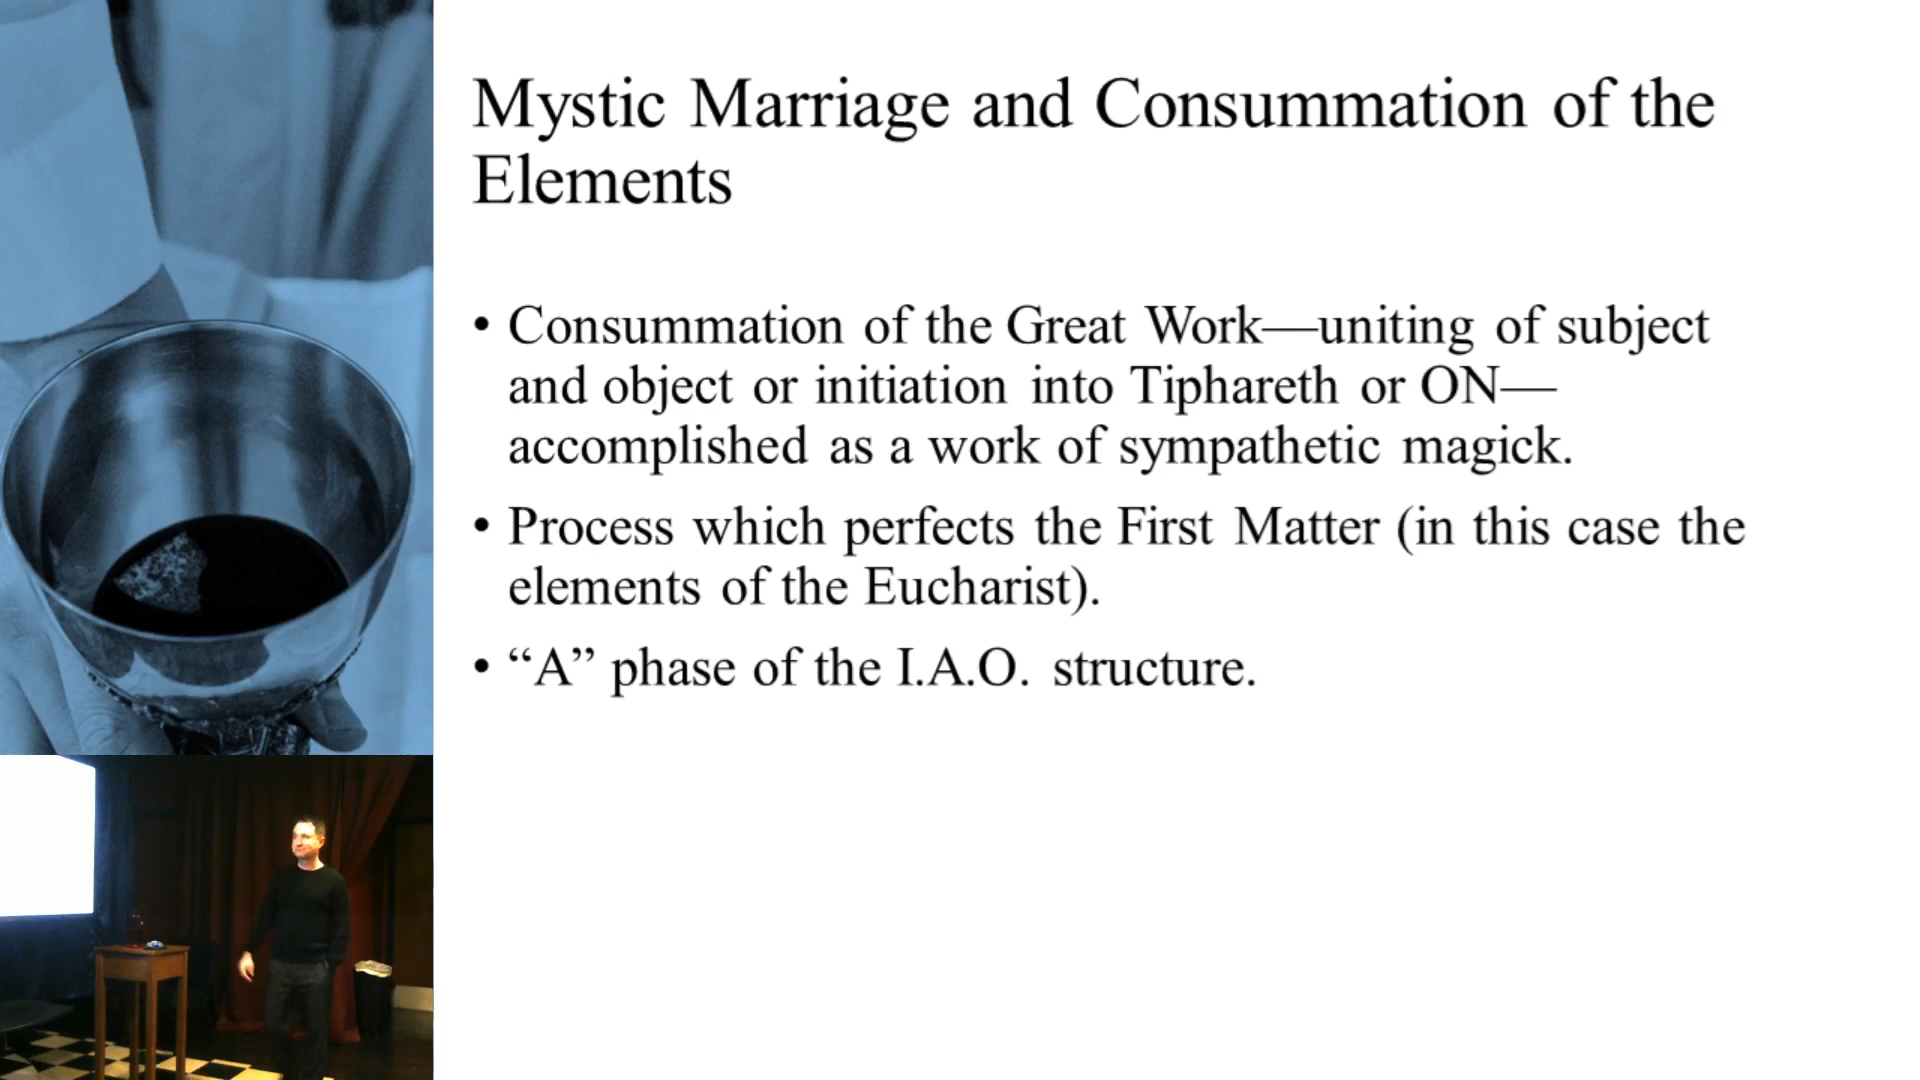 Mystic Marriage and Consummation of the
Elements
• Consummation of the Great Work—uniting of subject
and object or initiation into Tiphareth or ON—
accomplished as a work of sympathetic magick.
• Process which perfects the First Matter (in this case the
elements of the Eucharist).
• “A” phase of the I.A.O. structure.